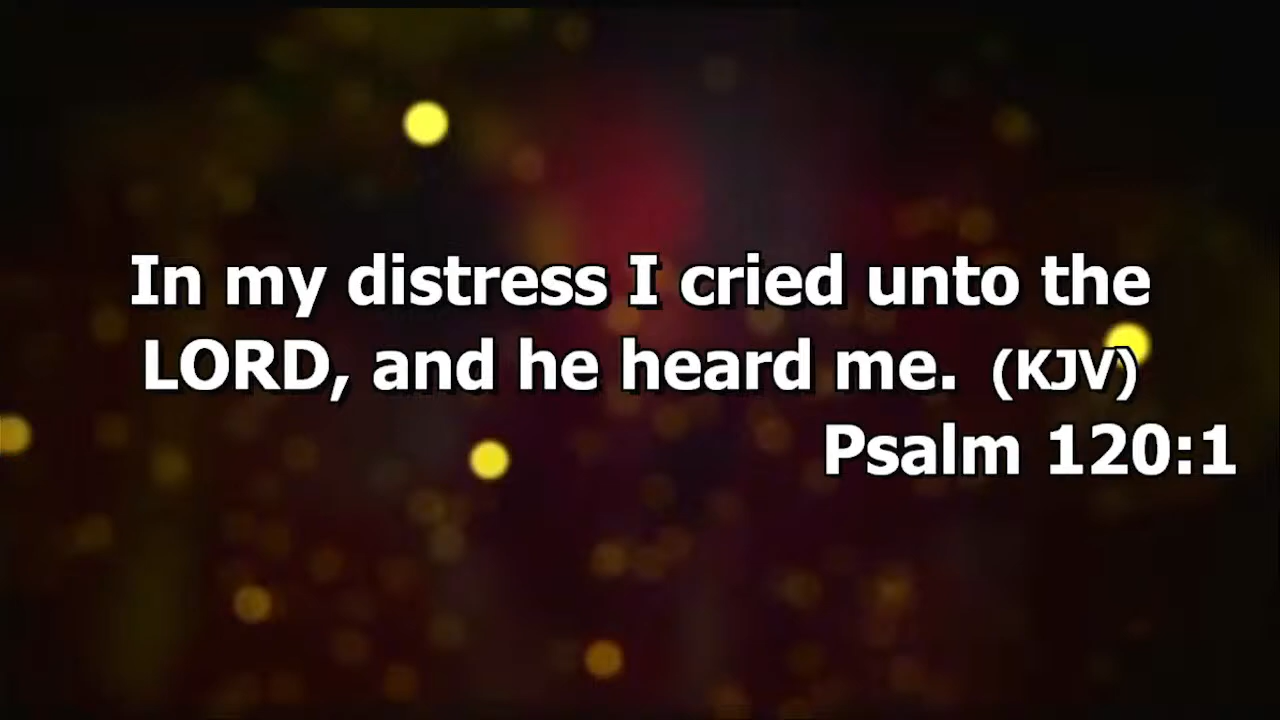 In my distress I cried unto the
LORD, and he heard me. (KJV)
Psalm 120:1